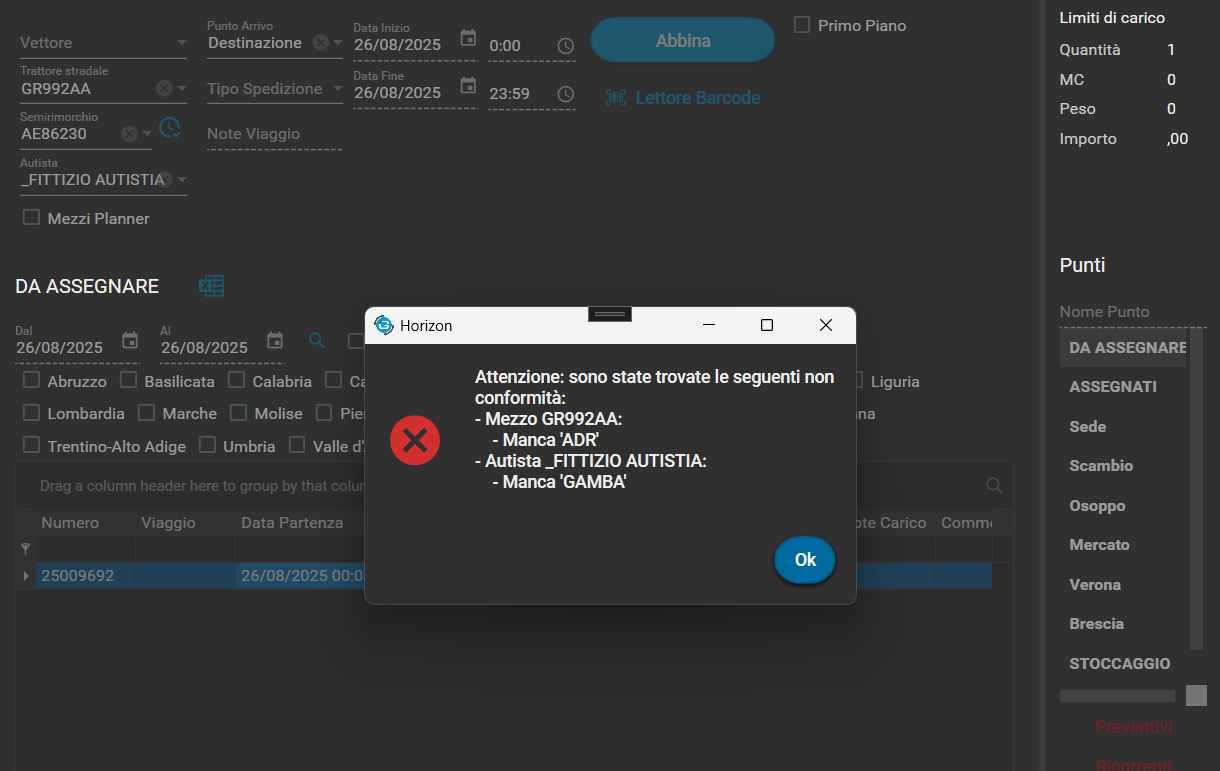 Vettore
Punto Arrivo
Destinazione
Data Inizio
26/08/2025
0:00
Abbina
Primo Piano
Trattore stradale
GR992AA
Tipo Spedizione
Data Fine
26/08/2025
23:59
Lettore Barcode
Semirimorchio
AE86230
Note Viaggio
Autista
_FITTIZIO AUTISTIA
Mezzi Planner
DA ASSEGNARE
Dal
26/08/2025
Al
26/08/2025
Abruzzo
Basilicata
Calabria
Ca
Liguria
Lombardia
Marche
Molise
Pie
na
Trentino-Alto Adige
Umbria
Valle d'
Drag a column header here to group by that colu
Numero
Viaggio
Data Partenza
ote Carico
Comme
25009692
26/08/2025 00:0
Horizon
Attenzione: sono state trovate le seguenti non
conformità:
- Mezzo GR992AA:
- Manca 'ADR'
- Autista _FITTIZIO AUTISTIA:
- Manca 'GAMBA'
Ok
Limiti di carico
Quantità 1
MC 0
Peso 0
Importo ,00
Punti
Nome Punto
DA ASSEGNARE
ASSEGNATI
Sede
Scambio
Osoppo
Mercato
Verona
Brescia
STOCCAGGIO
Preventivi
Ricorrenti